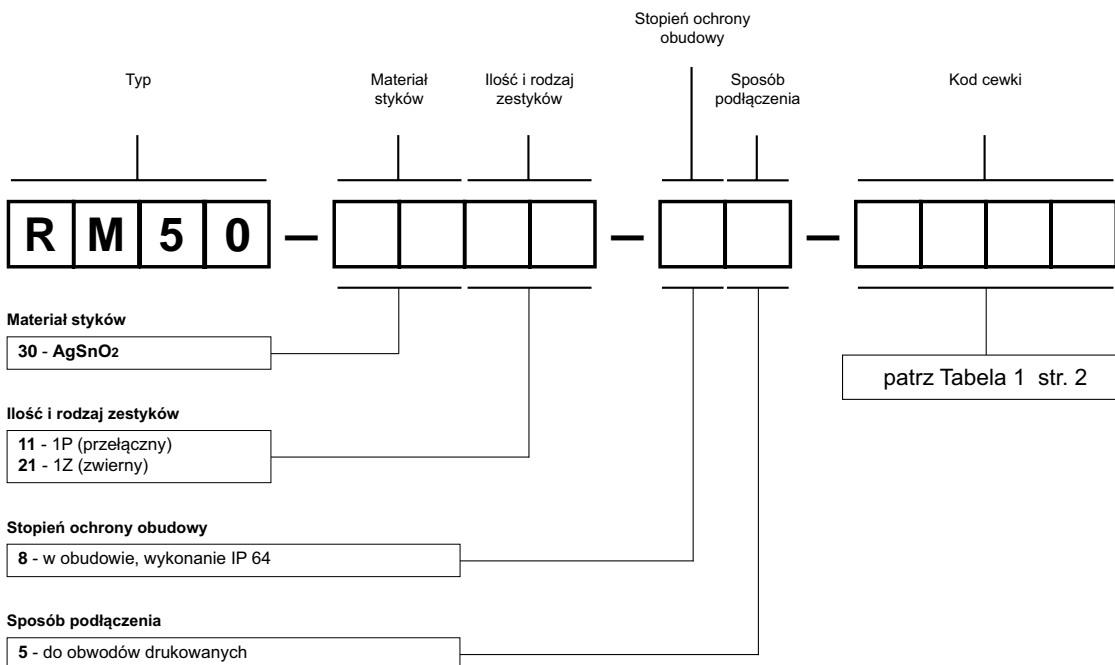 Stopień ochrony
obudowy
Typ
Materiał
styków
Ilość i rodzaj
zestyków
Sposób
podłączenia
Kod cewki
R M 5 0 – – –
Materiał styków
30 - AgSnO2
patrz Tabela 1 str. 2
Ilość i rodzaj zestyków
11 - 1P (przełączny)
21 - 1Z (zwierny)
Stopień ochrony obudowy
8 - w obudowie, wykonanie IP 64
Sposób podłączenia
5 - do obwodów drukowanych